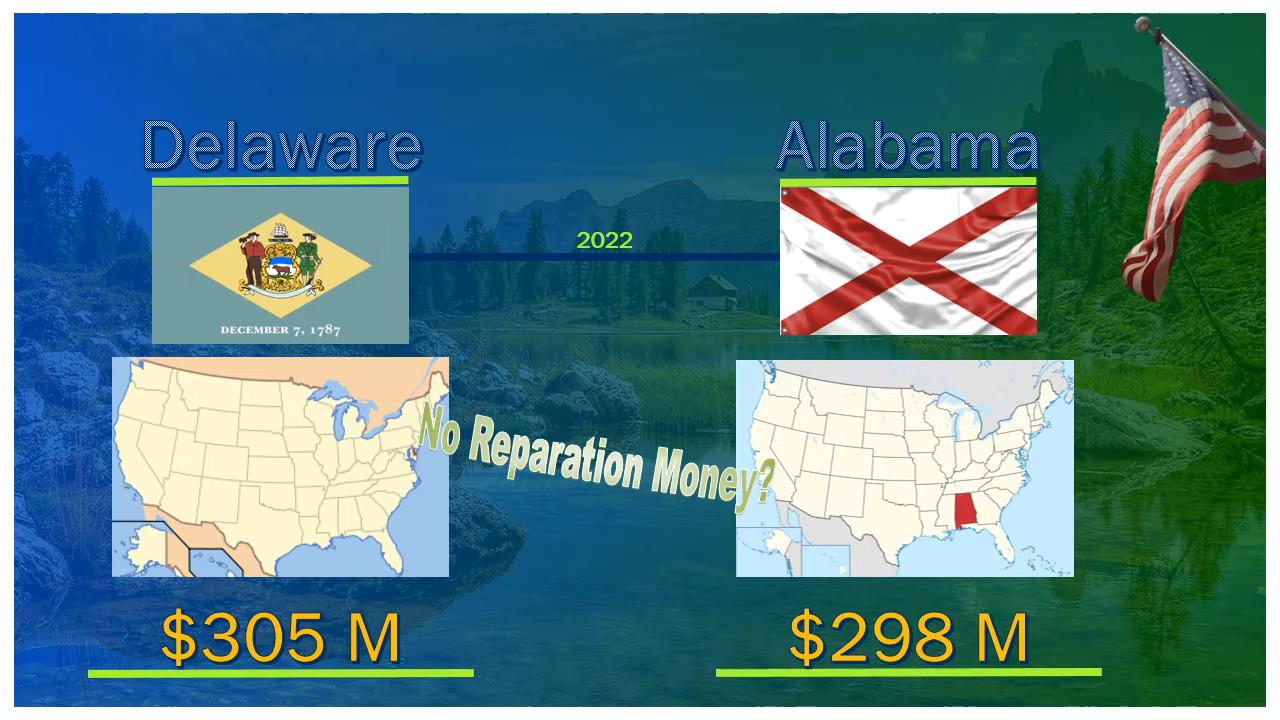 Delaware
Alabama
2022
DECEMBER 7, 1787
No Reparation Money?
$305 M
$298 M